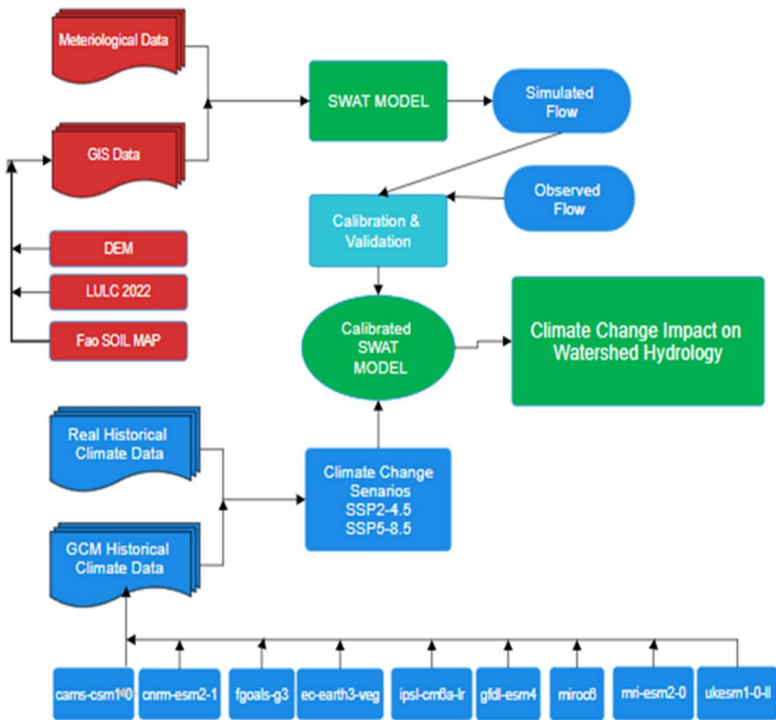 Meteriological Data
SWAT MODEL
Simulated
Flow
GIS Data
Observed
Flow
Calibration &
Validation
DEM
LULC 2022
Fao SOIL MAP
Calibrated
SWAT
MODEL
Climate Change Impact on
Watershed Hydrology
Real Historical
Climate Data
Climate Change
Senarios
SSP2-4.5
SSP5-8.5
GCM Historical
Climate Data
cams-csm1-0
cnrm-esm2-1
fgoals-g3
ec-earth3-veg
ipsl-cm6a-lr
gfdl-esm4
miroc6
mri-esm2-0
ukesm1-0-ll